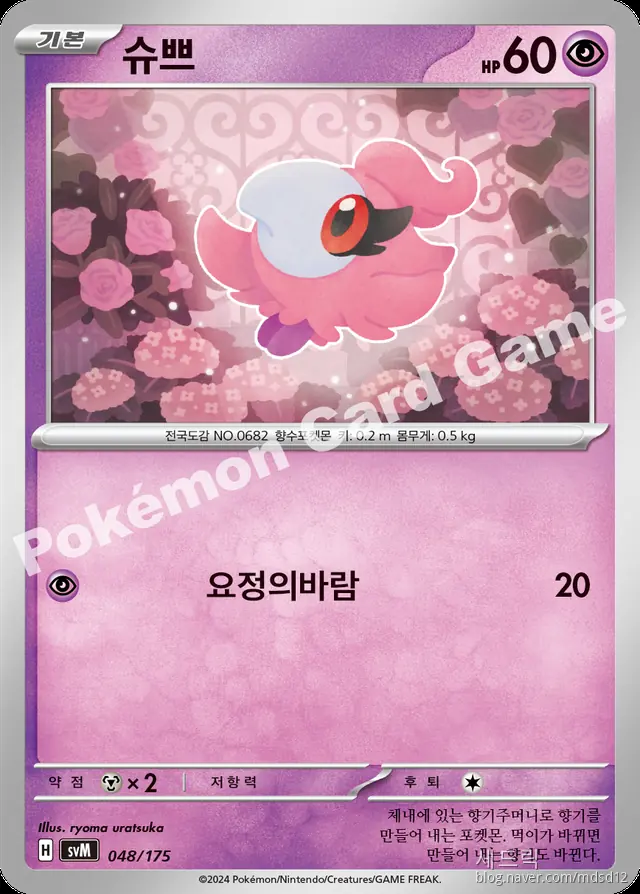 기본 슈쁘 HP 60
전국도감 NO.0682 향수포켓몬 키: 0.2 m 몸무게: 0.5 kg
Pokémon Card Game
요정의바람 20
약점 ×2 저항력 후퇴
체내에 있는 향기주머니로 향기를
만들어 내는 포켓몬. 먹이가 바뀌면
만들어 내는 향기도 바뀐다.
Illus. ryoma uratsuka
H svM 048/175
세드릭
blog.naver.com/mdsd12
©2024 Pokémon/Nintendo/Creatures/GAME FREAK.